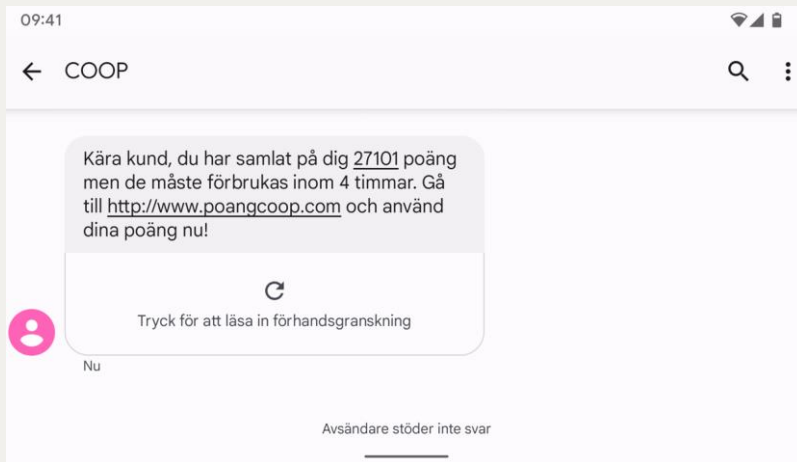 09:41
COOP
Kära kund, du har samlat på dig 27101 poäng
men de måste förbrukas inom 4 timmar. Gå
till http://www.poangcoop.com och använd
dina poäng nu!
Tryck för att läsa in förhandsgranskning
Nu
Avsändare stöder inte svar